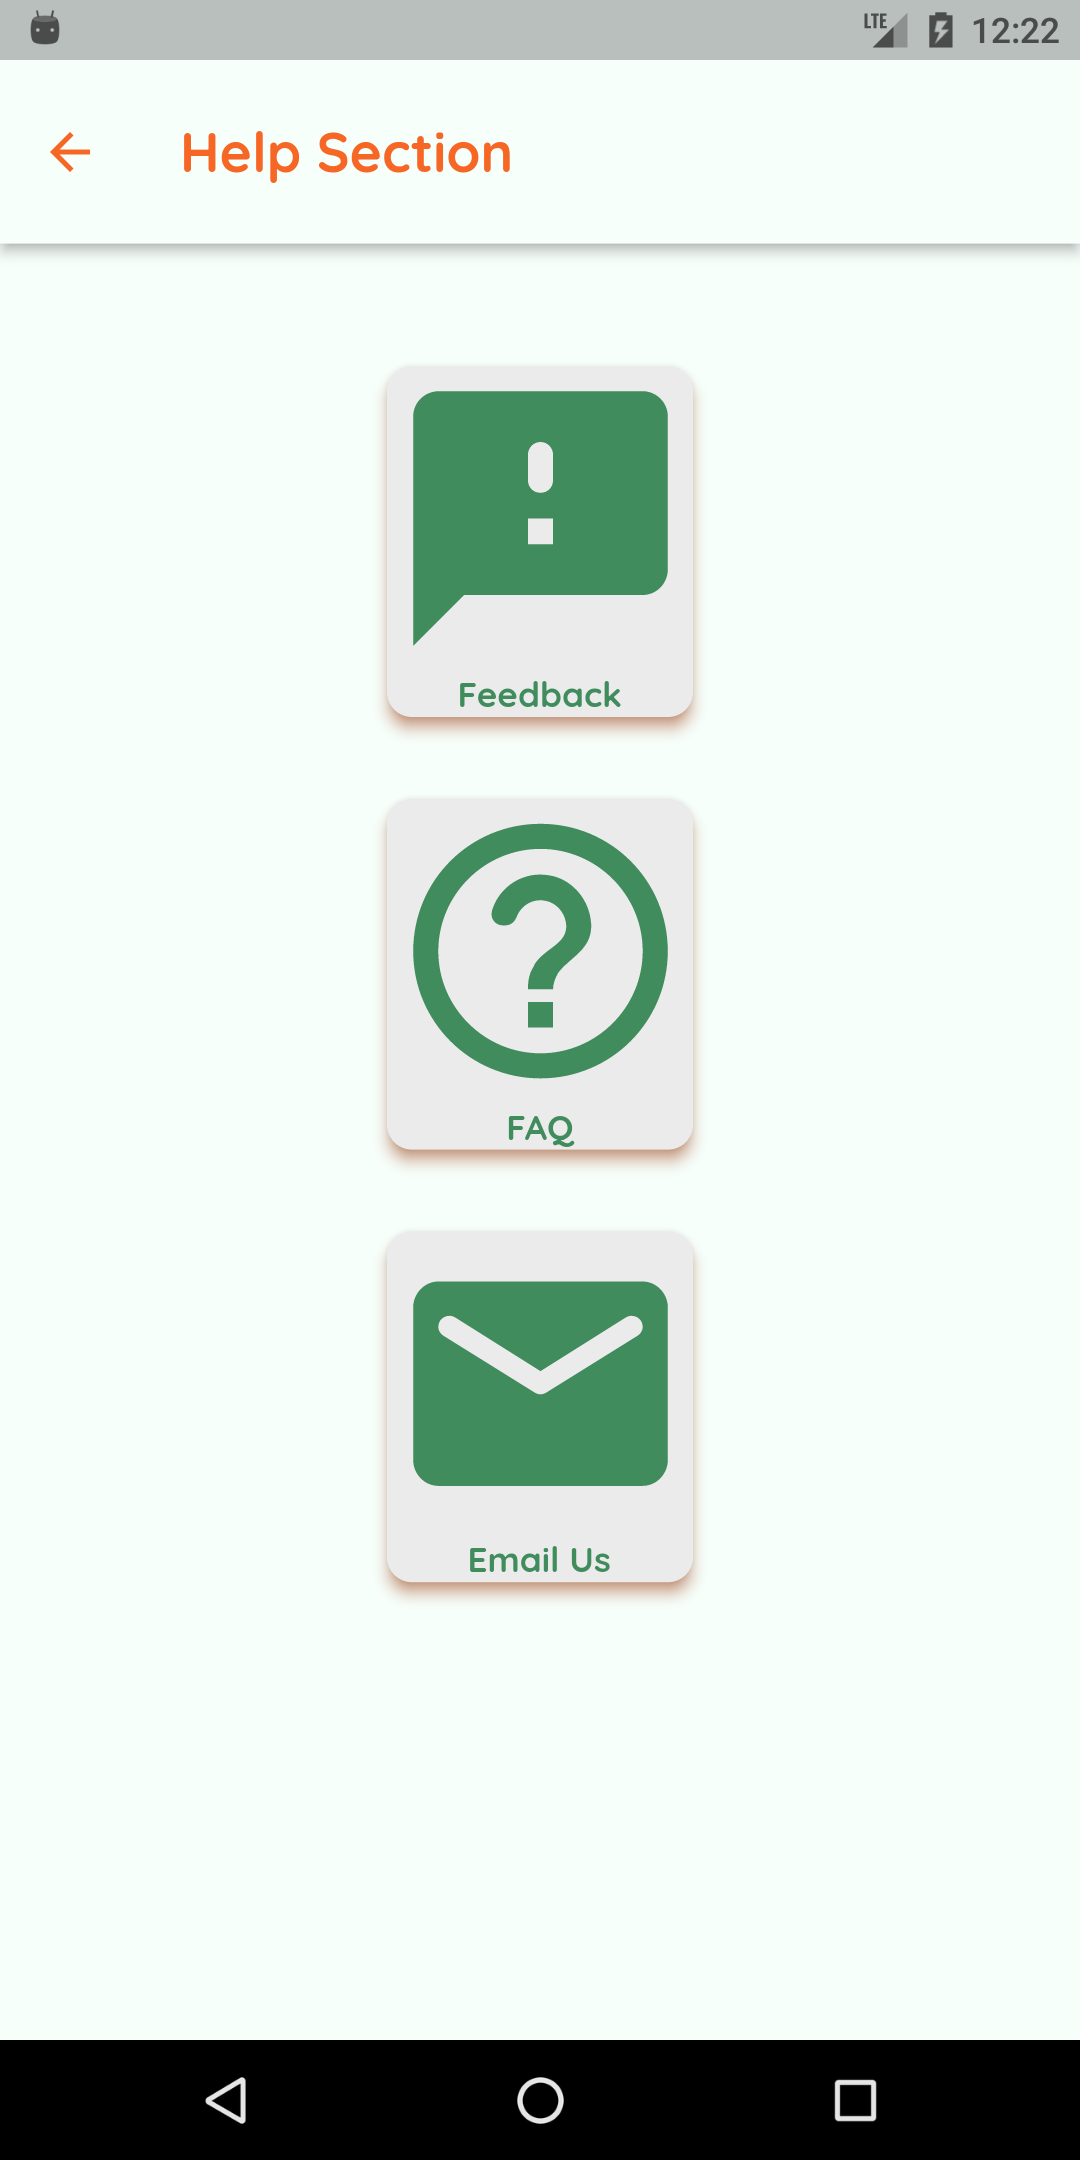 LTE 12:22
Help Section
Feedback
FAQ
Email Us